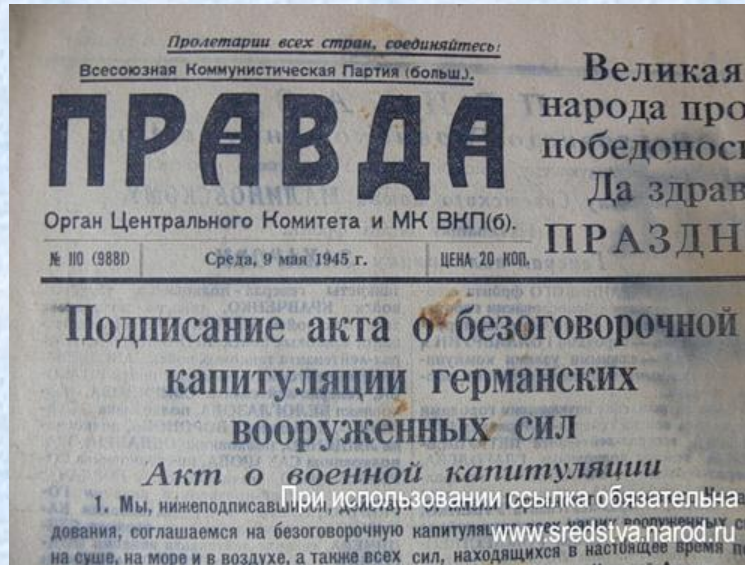 Пролетарии всех стран, соединяйтесь!
Всесоюзная Коммунистическая Партия (больш.).
ПРАВДА
Орган Центрального Комитета и МК ВКП(б).
№ 110 (9881)
Среда, 9 мая 1945 г.
ЦЕНА 20 КОП.
Великая
народа про
победонос
Да здрав
ПРАЗДН
Подписание акта о безоговорочной
капитуляции германских
вооруженных сил
Акт о военной капитуляции
1. Мы, нижеподписавшиеся,
При использовании ссылка обязательна
дования, соглашаемся на безоговорочную
www.sredstva.narod.ru
на суше, на море и в воздухе, а также всех сил, находящихся в настоящее время